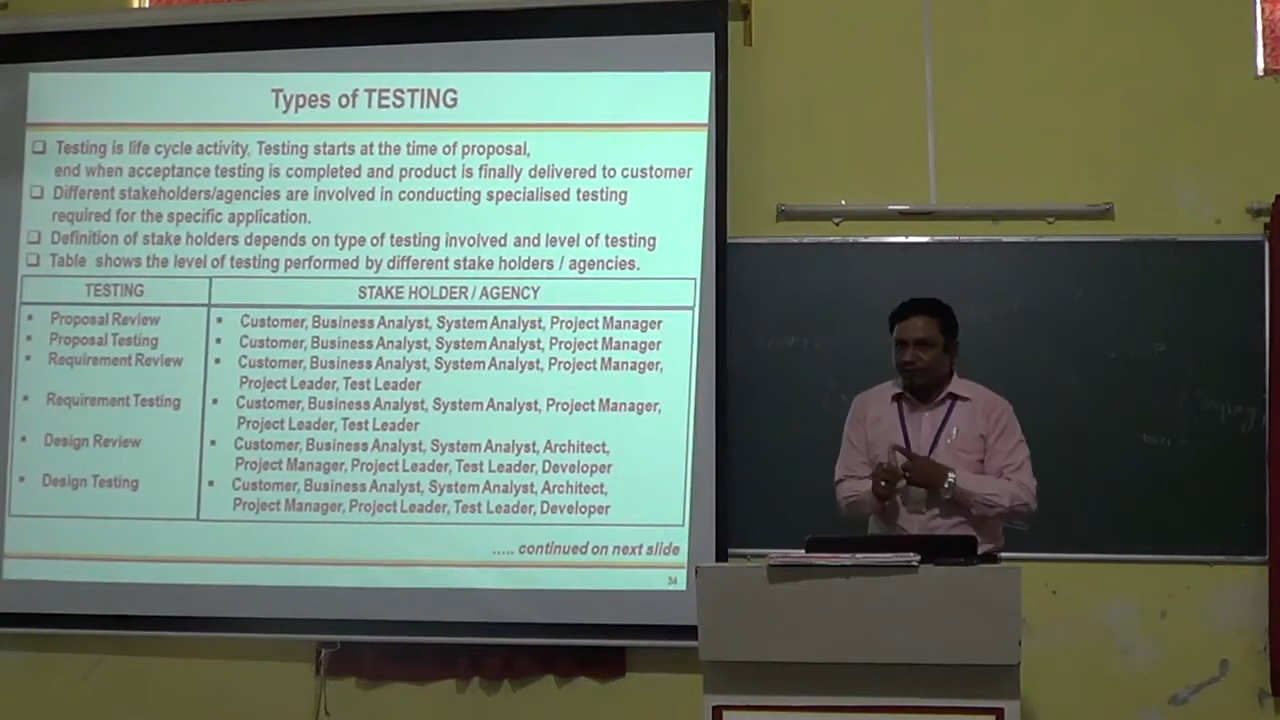 Types of TESTING
❑ Testing is life cycle activity, Testing starts at the time of proposal,
end when acceptance testing is completed and product is finally delivered to customer
❑ Different stakeholders/agencies are involved in conducting specialised testing
required for the specific application.
❑ Definition of stake holders depends on type of testing involved and level of testing
❑ Table shows the level of testing performed by different stake holders / agencies.
TESTING STAKE HOLDER / AGENCY
▪ Proposal Review ▪ Customer, Business Analyst, System Analyst, Project Manager
▪ Proposal Testing ▪ Customer, Business Analyst, System Analyst, Project Manager
▪ Requirement Review ▪ Customer, Business Analyst, System Analyst, Project Manager,
Project Leader, Test Leader
▪ Requirement Testing ▪ Customer, Business Analyst, System Analyst, Project Manager,
Project Leader, Test Leader
▪ Design Review ▪ Customer, Business Analyst, System Analyst, Architect,
Project Manager, Project Leader, Test Leader, Developer
▪ Design Testing ▪ Customer, Business Analyst, System Analyst, Architect,
Project Manager, Project Leader, Test Leader, Developer
..... continued on next slide
34